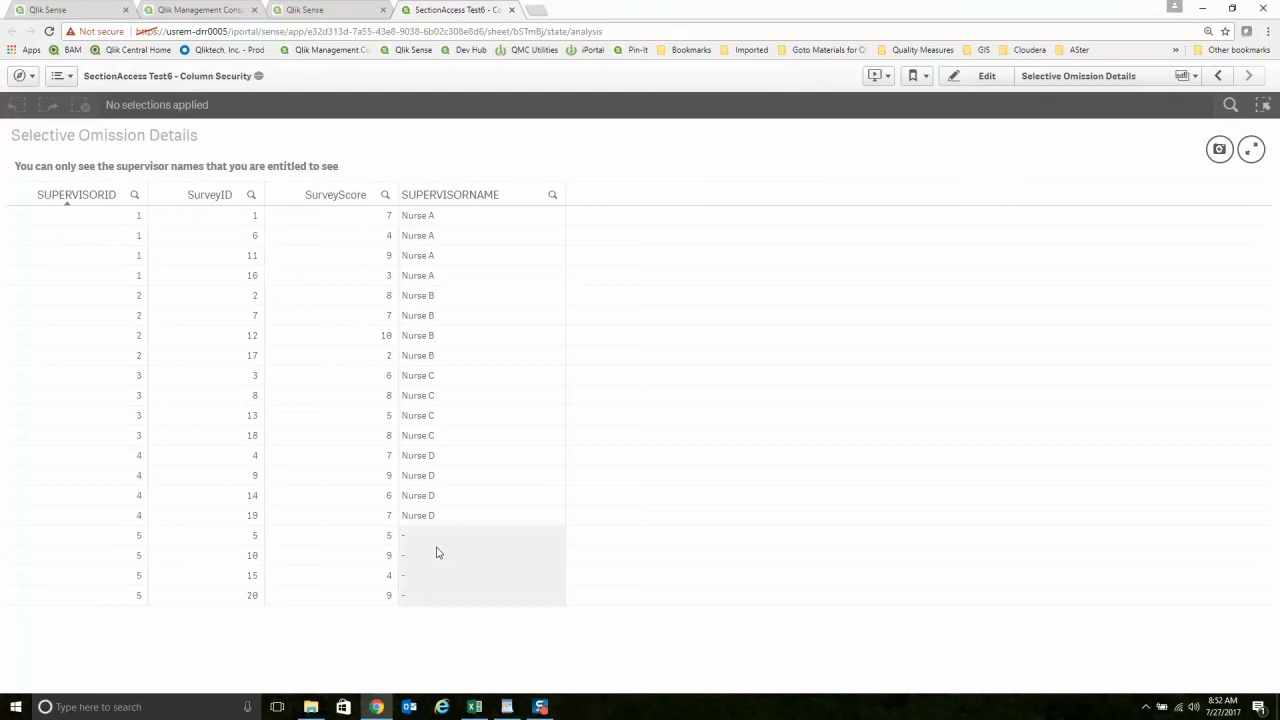 Qlik Sense
Qlik Management Cons
Qlik Sense
SectionAccess Test6 - Co
Not secure
https://usrem-drr0005/iportal/sense/app/e32d313d-7a55-43e8-9038-6b02c308e8d6/sheet/bSTmBj/state/analysis
Apps BAM Qlik Central Home Qliktech, Inc. - Prod Qlik Management Co Qlik Sense Dev Hub QMC Utilities iPortal Pin-It Bookmarks Imported Goto Materials for Q Quality Measures GIS Cloudera ASter » Other bookmarks
SectionAccess Test6 - Column Security Edit Selective Omission Details
No selections applied
Selective Omission Details
You can only see the supervisor names that you are entitled to see
SUPERVISORID SurveyID SurveyScore SUPERVISORNAME
1 1 7 Nurse A
1 6 4 Nurse A
1 11 9 Nurse A
1 16 3 Nurse A
2 2 8 Nurse B
2 7 7 Nurse B
2 12 10 Nurse B
2 17 2 Nurse B
3 3 6 Nurse C
3 8 8 Nurse C
3 13 5 Nurse C
3 18 8 Nurse C
4 4 7 Nurse D
4 9 9 Nurse D
4 14 6 Nurse D
4 19 7 Nurse D
5 5 5 -
5 10 9 -
5 15 4 -
5 20 9 -
Type here to search
8:52 AM
7/27/2017